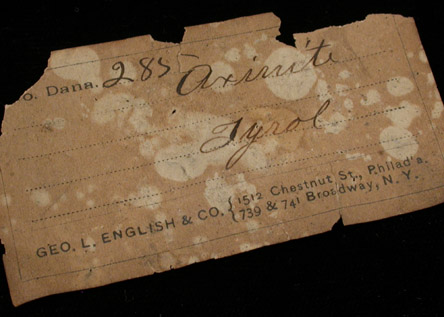 o. Dana. 285 Axinite
Tyrol
GEO. L. ENGLISH & CO. { 1512 Chestnut St., Philad'a.
739 & 741 Broadway, N. Y.